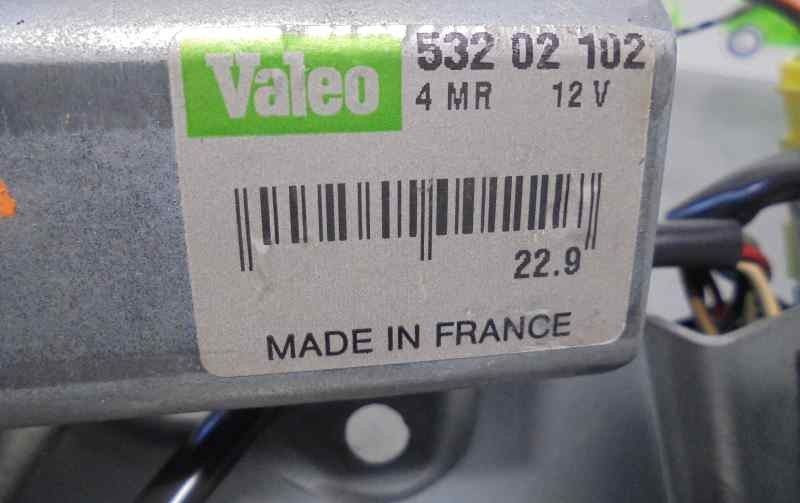 Valeo 532 02 102
4 MR 12 V
22.9
MADE IN FRANCE